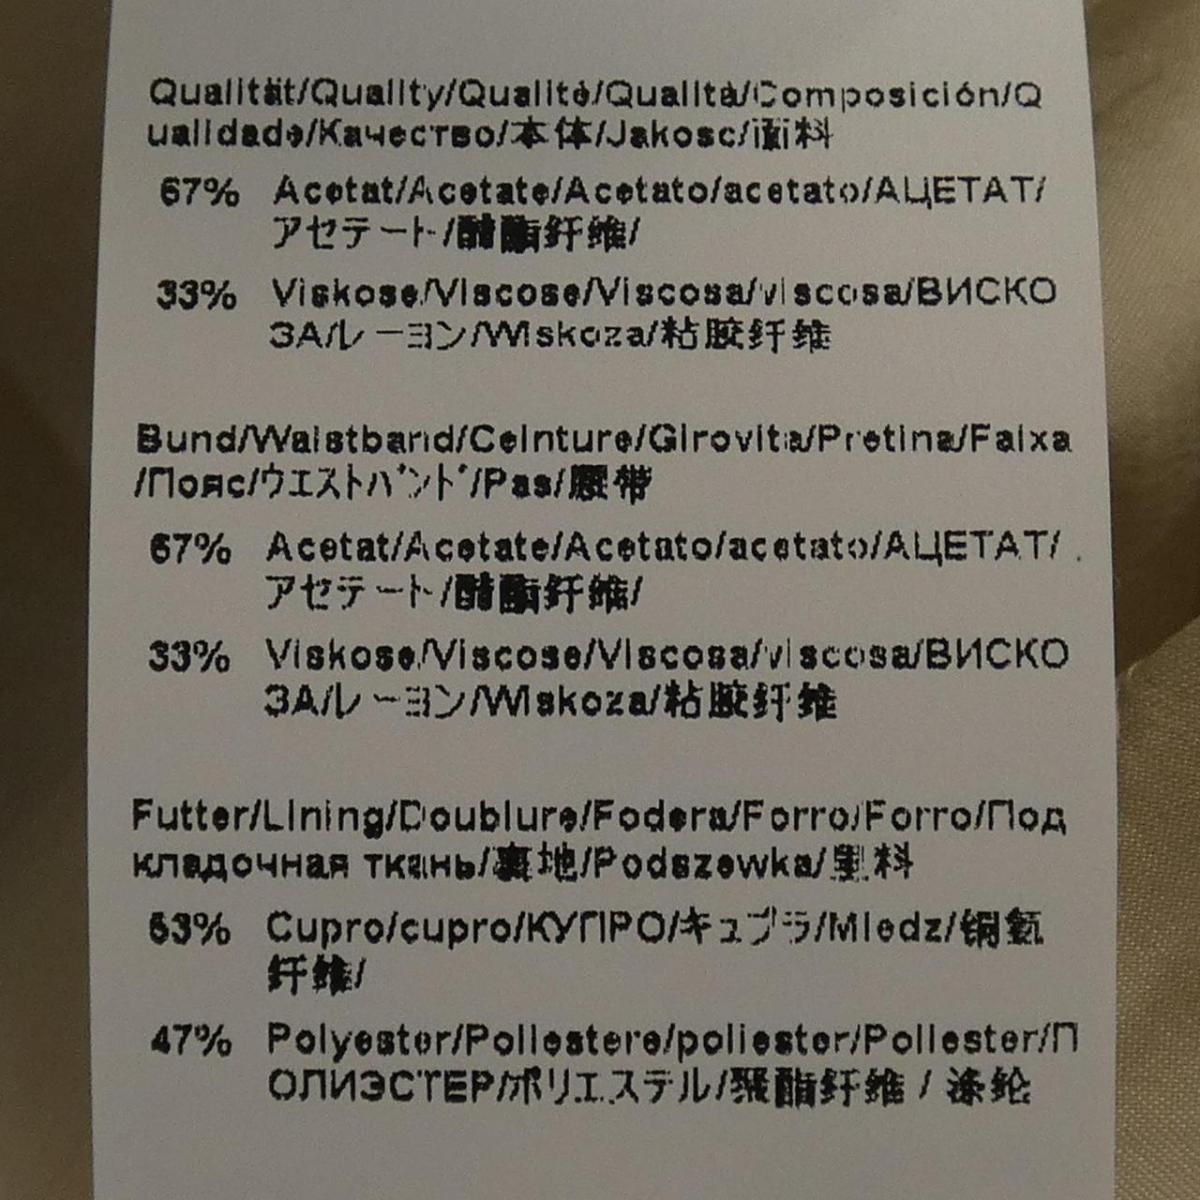 Qualität/Quality/Qualité/Qualità/Composición/Q
ualidade/Качество/本体/Jakosc/面料
67% Acetat/Acetate/Acetato/acetato/АЦЕТАТ/
アセテート/醋酯纤维/
33% Viskose/Viscose/Viscosa/viscosa/ВИСКО
ЗА/レーヨン/Wiskoza/粘胶纤维
Bund/Waistband/Ceinture/Girovita/Pretina/Faixa
/Пояс/ウエストバンド/Pas/腰带
67% Acetat/Acetate/Acetato/acetato/АЦЕТАТ/
アセテート/醋酯纤维/
33% Viskose/Viscose/Viscosa/viscosa/ВИСКО
ЗА/レーヨン/Wiskoza/粘胶纤维
Futter/Lining/Doublure/Fodera/Forro/Forro/Под
кладочная ткань/裏地/Podszewka/里料
53% Cupro/cupro/КУПРО/キュプラ/Miedz/铜氨
纤维/
47% Polyester/Poliestere/poliester/Poliester/П
ОЛИЭСТЕР/ポリエステル/聚酯纤维 / 涤纶